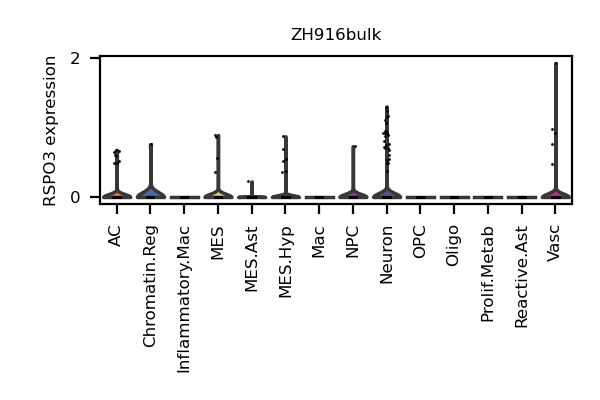 ZH916bulk
RSPO3 expression
2
0
AC
Chromatin.Reg
Inflammatory.Mac
MES
MES.Ast
MES.Hyp
Mac
NPC
Neuron
OPC
Oligo
Prolif.Metab
Reactive.Ast
Vasc